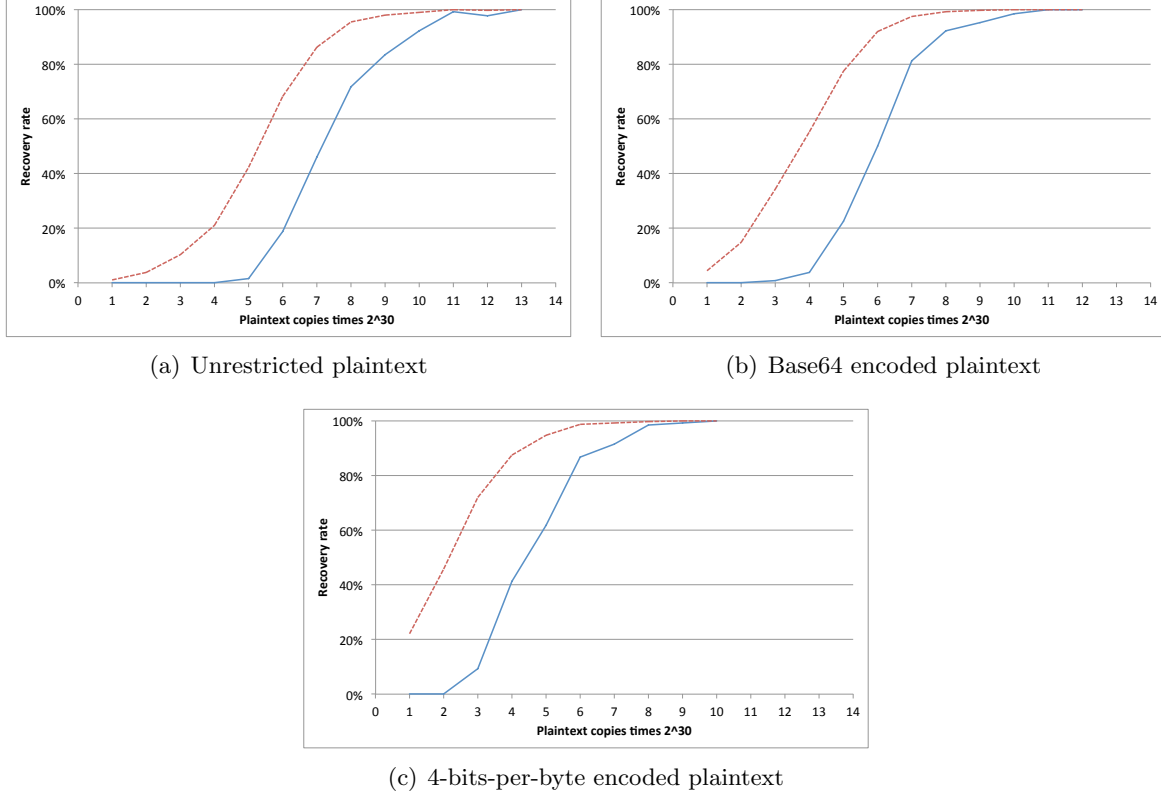 100%
80%
60%
40%
20%
0%
Recovery rate
0 1 2 3 4 5 6 7 8 9 10 11 12 13 14
Plaintext copies times 2^30
(a) Unrestricted plaintext
100%
80%
60%
40%
20%
0%
Recovery rate
0 1 2 3 4 5 6 7 8 9 10 11 12 13 14
Plaintext copies times 2^30
(b) Base64 encoded plaintext
100%
80%
60%
40%
20%
0%
Recovery rate
0 1 2 3 4 5 6 7 8 9 10 11 12 13 14
Plaintext copies times 2^30
(c) 4-bits-per-byte encoded plaintext